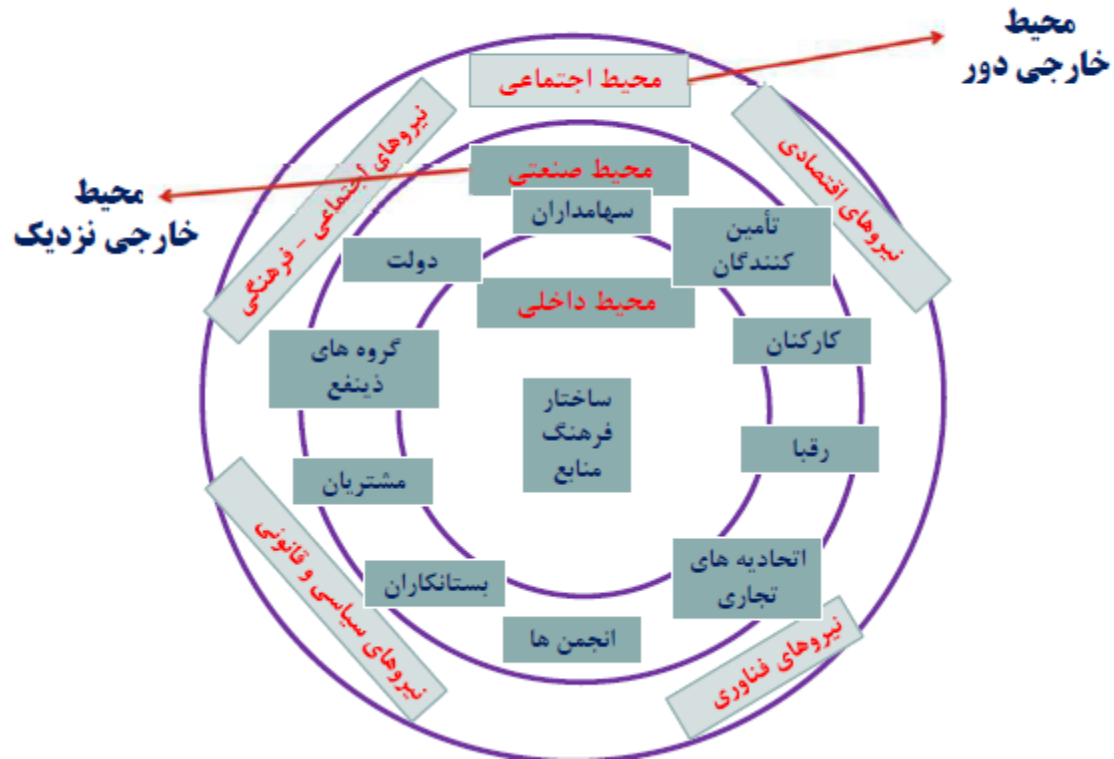 محیط
خارجی دور
محیط اجتماعی
نیروهای اجتماعی - فرهنگی
نیروهای اقتصادی
محیط صنعتی
محیط
خارجی نزدیک
سهامداران
تأمین
کنندگان
دولت
محیط داخلی
کارکنان
گروه های
ذینفع
ساختار
فرهنگ
منابع
رقبا
مشتریان
نیروهای سیاسی و قانونی
بستانکاران
اتحادیه های
تجاری
انجمن ها
نیروهای فناوری